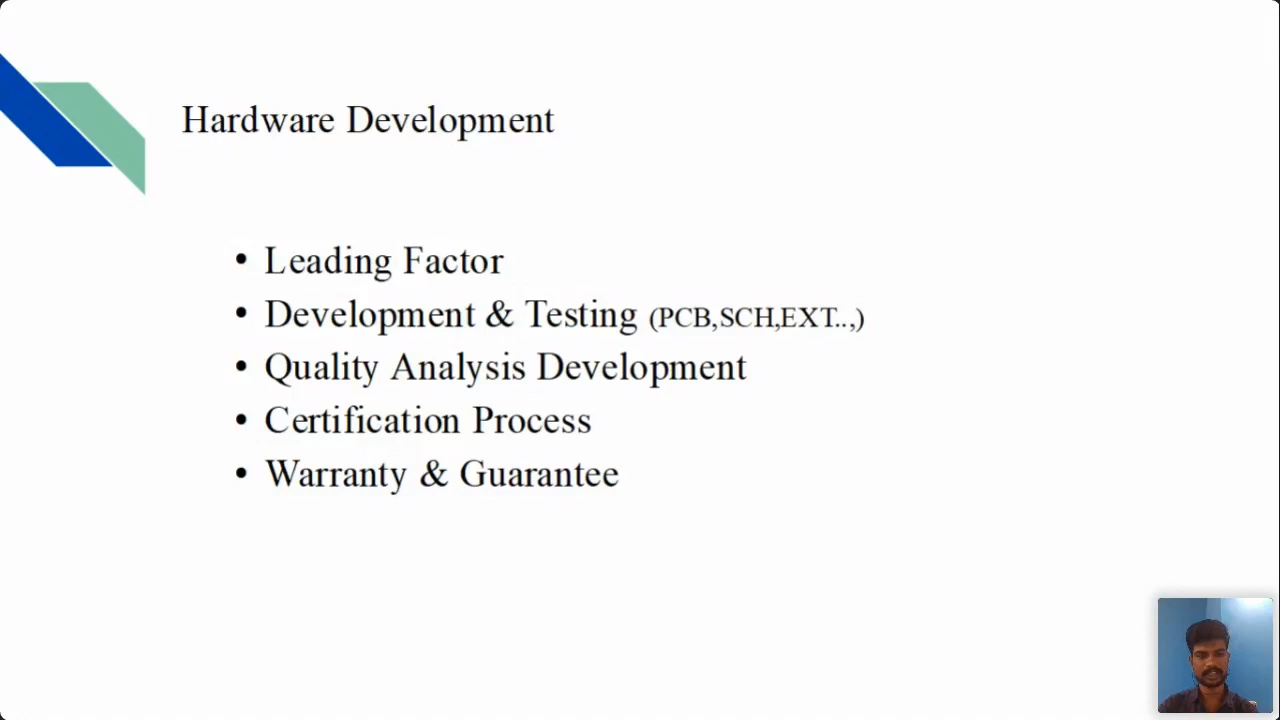 Hardware Development
• Leading Factor
• Development & Testing (PCB,SCH,EXT..,)
• Quality Analysis Development
• Certification Process
• Warranty & Guarantee